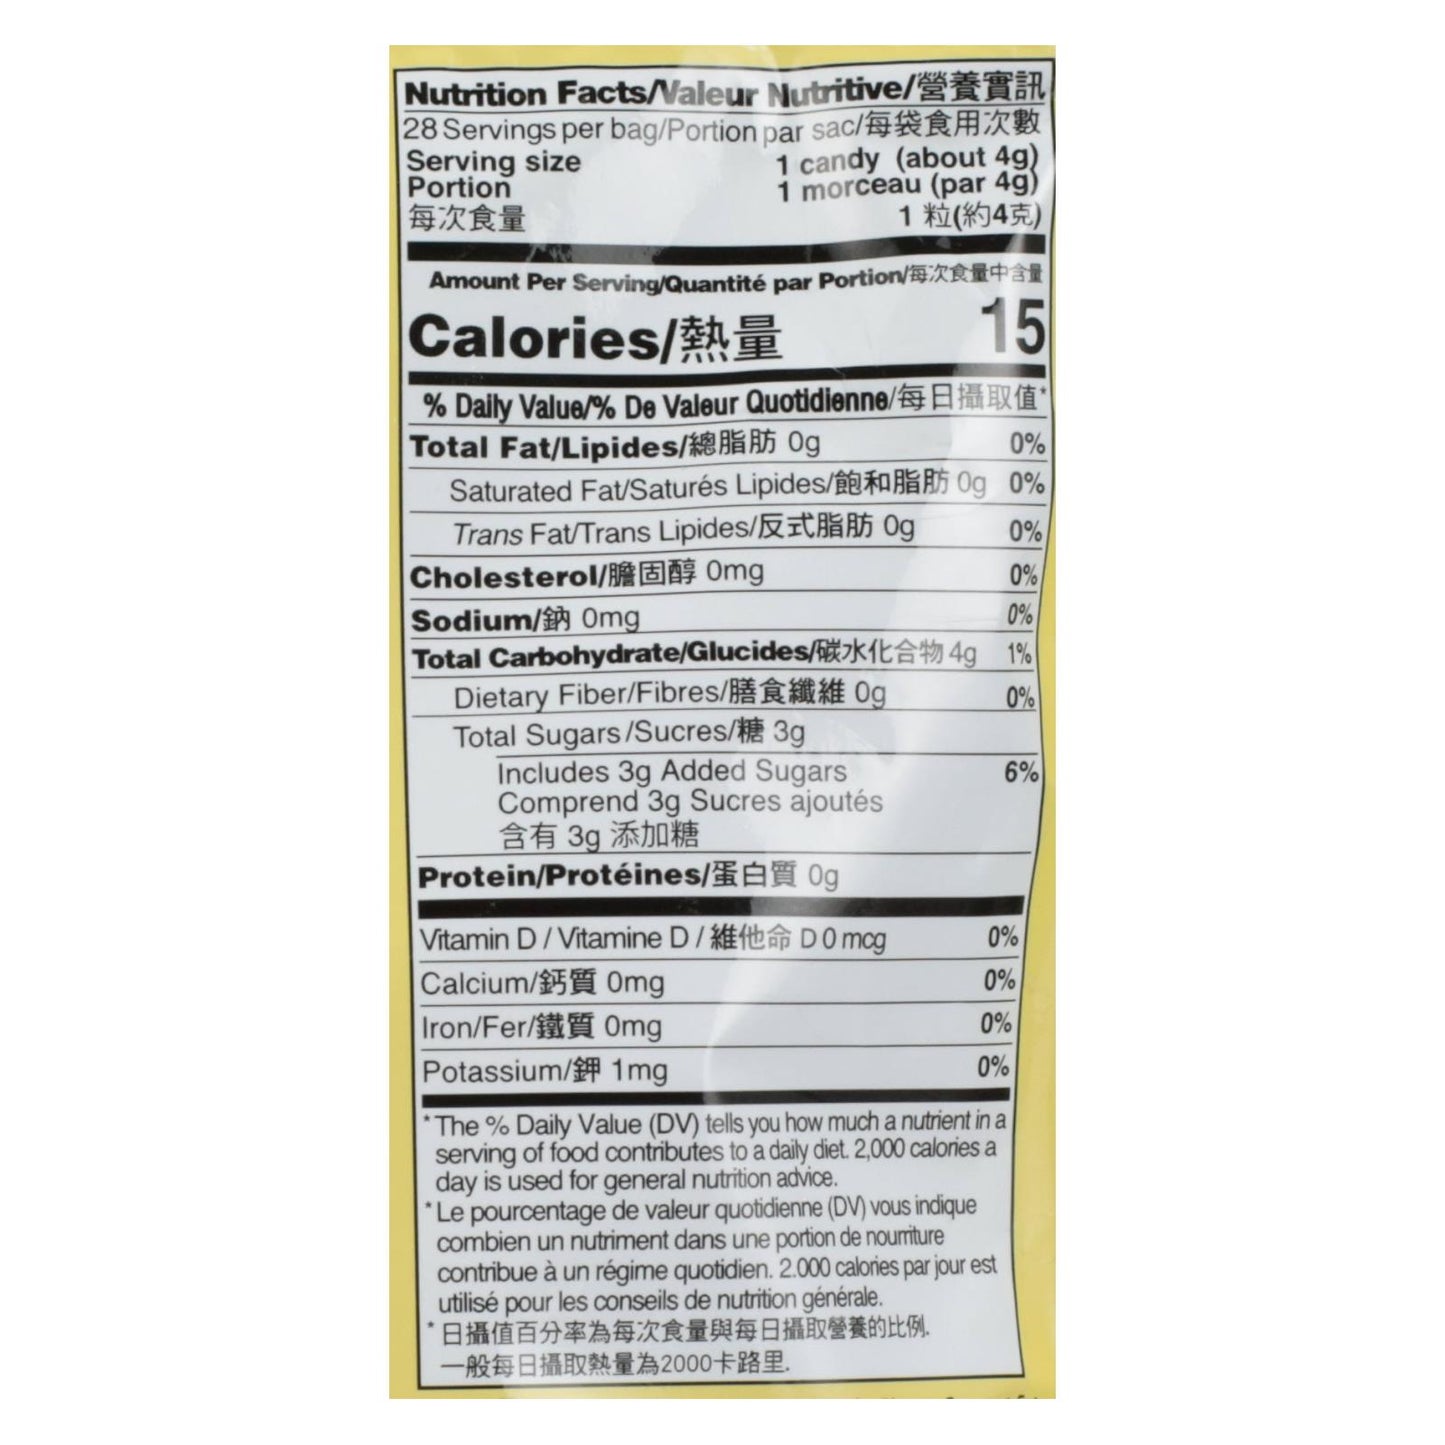 Nutrition Facts/Valeur Nutritive/營養實訊
28 Servings per bag/Portion par sac/每袋食用次數
Serving size 1 candy (about 4g)
Portion 1 morceau (par 4g)
每次食量 1 粒(約4克)
Amount Per Serving/Quantité par Portion/每次食量中含量
Calories/熱量 15
% Daily Value/% De Valeur Quotidienne/每日攝取值*
Total Fat/Lipides/總脂肪 0g 0%
Saturated Fat/Saturés Lipides/飽和脂肪 0g 0%
Trans Fat/Trans Lipides/反式脂肪 0g 0%
Cholesterol/膽固醇 0mg 0%
Sodium/鈉 0mg 0%
Total Carbohydrate/Glucides/碳水化合物 4g 1%
Dietary Fiber/Fibres/膳食纖維 0g 0%
Total Sugars/Sucres/糖 3g
Includes 3g Added Sugars 6%
Comprend 3g Sucres ajoutés
含有 3g 添加糖
Protein/Protéines/蛋白質 0g
Vitamin D / Vitamine D / 維他命 D 0 mcg 0%
Calcium/鈣質 0mg 0%
Iron/Fer/鐵質 0mg 0%
Potassium/鉀 1mg 0%
*The % Daily Value (DV) tells you how much a nutrient in a
serving of food contributes to a daily diet. 2,000 calories a
day is used for general nutrition advice.
*Le pourcentage de valeur quotidienne (DV) vous indique
combien un nutriment dans une portion de nourriture
contribue à un régime quotidien. 2.000 calories par jour est
utilisé pour les conseils de nutrition générale.
*日攝值百分率為每次食量與每日攝取營養的比例.
一般每日攝取熱量為2000卡路里.